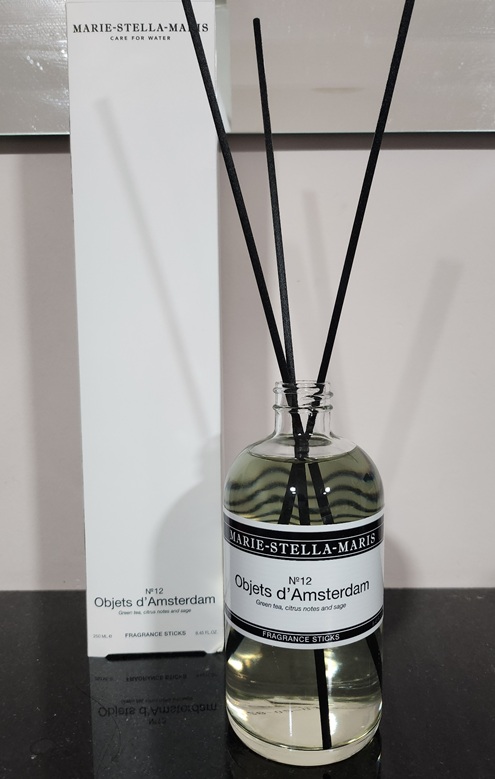 MARIE-STELLA-MARIS
CARE FOR WATER
Nº12
Objets d'Amsterdam
Green tea, citrus notes and sage
FRAGRANCE STICKS
MARIE-STELLA-MARIS
Nº12
Objets d'Amsterdam
Green tea, citrus notes and sage
FRAGRANCE STICKS